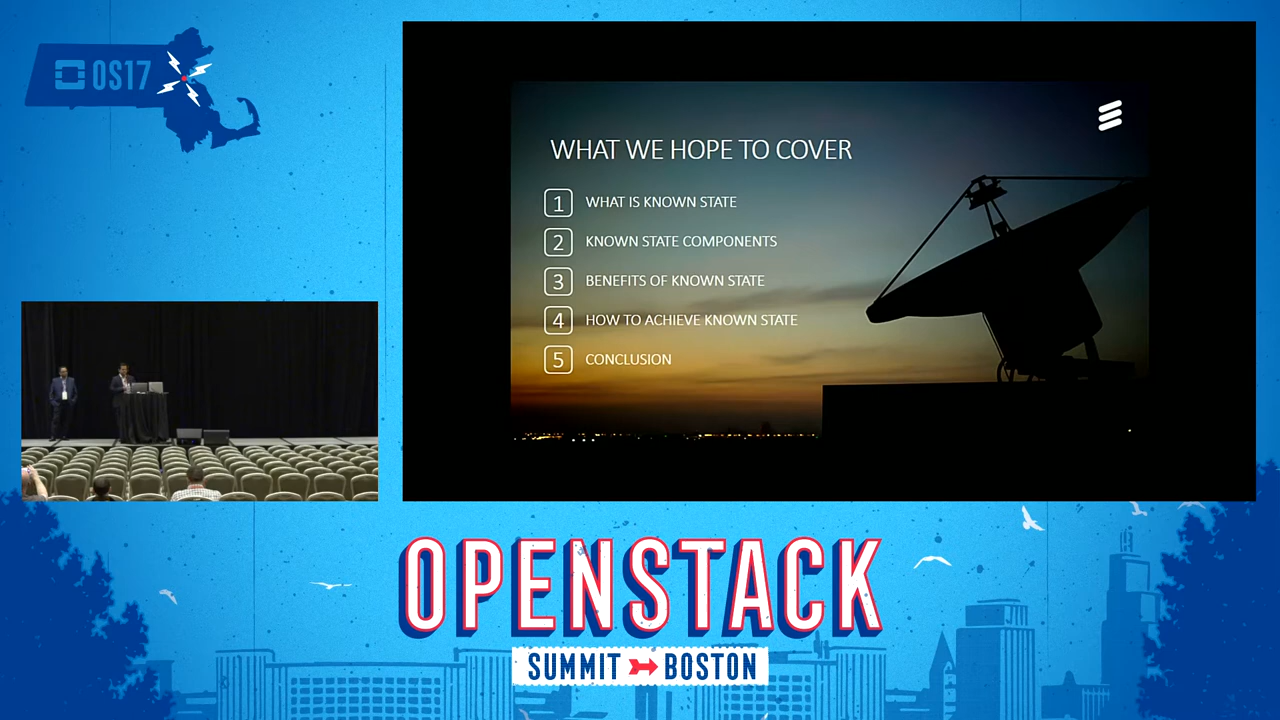 OS17
WHAT WE HOPE TO COVER
1 WHAT IS KNOWN STATE
2 KNOWN STATE COMPONENTS
3 BENEFITS OF KNOWN STATE
4 HOW TO ACHIEVE KNOWN STATE
5 CONCLUSION
OPENSTACK
SUMMIT BOSTON